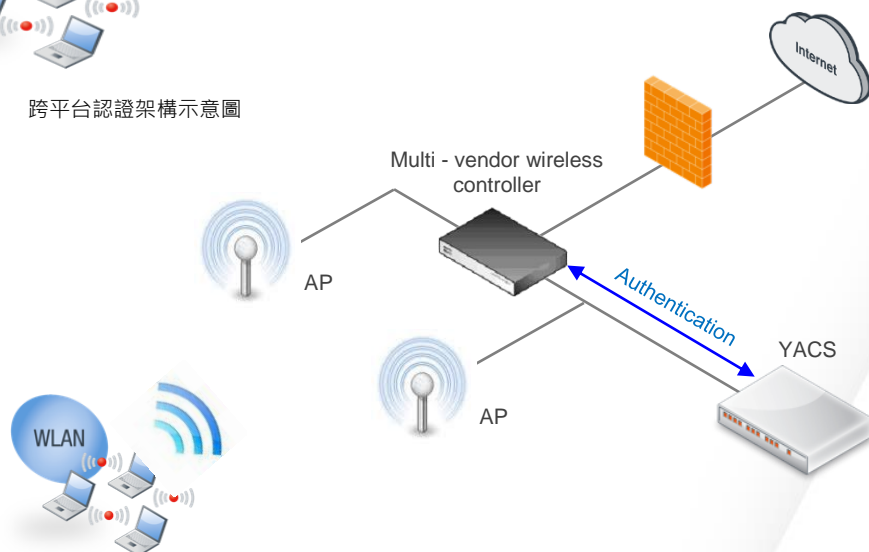 Internet
跨平台認證架構示意圖
Multi - vendor wireless
controller
AP
Authentication
YACS
AP
WLAN